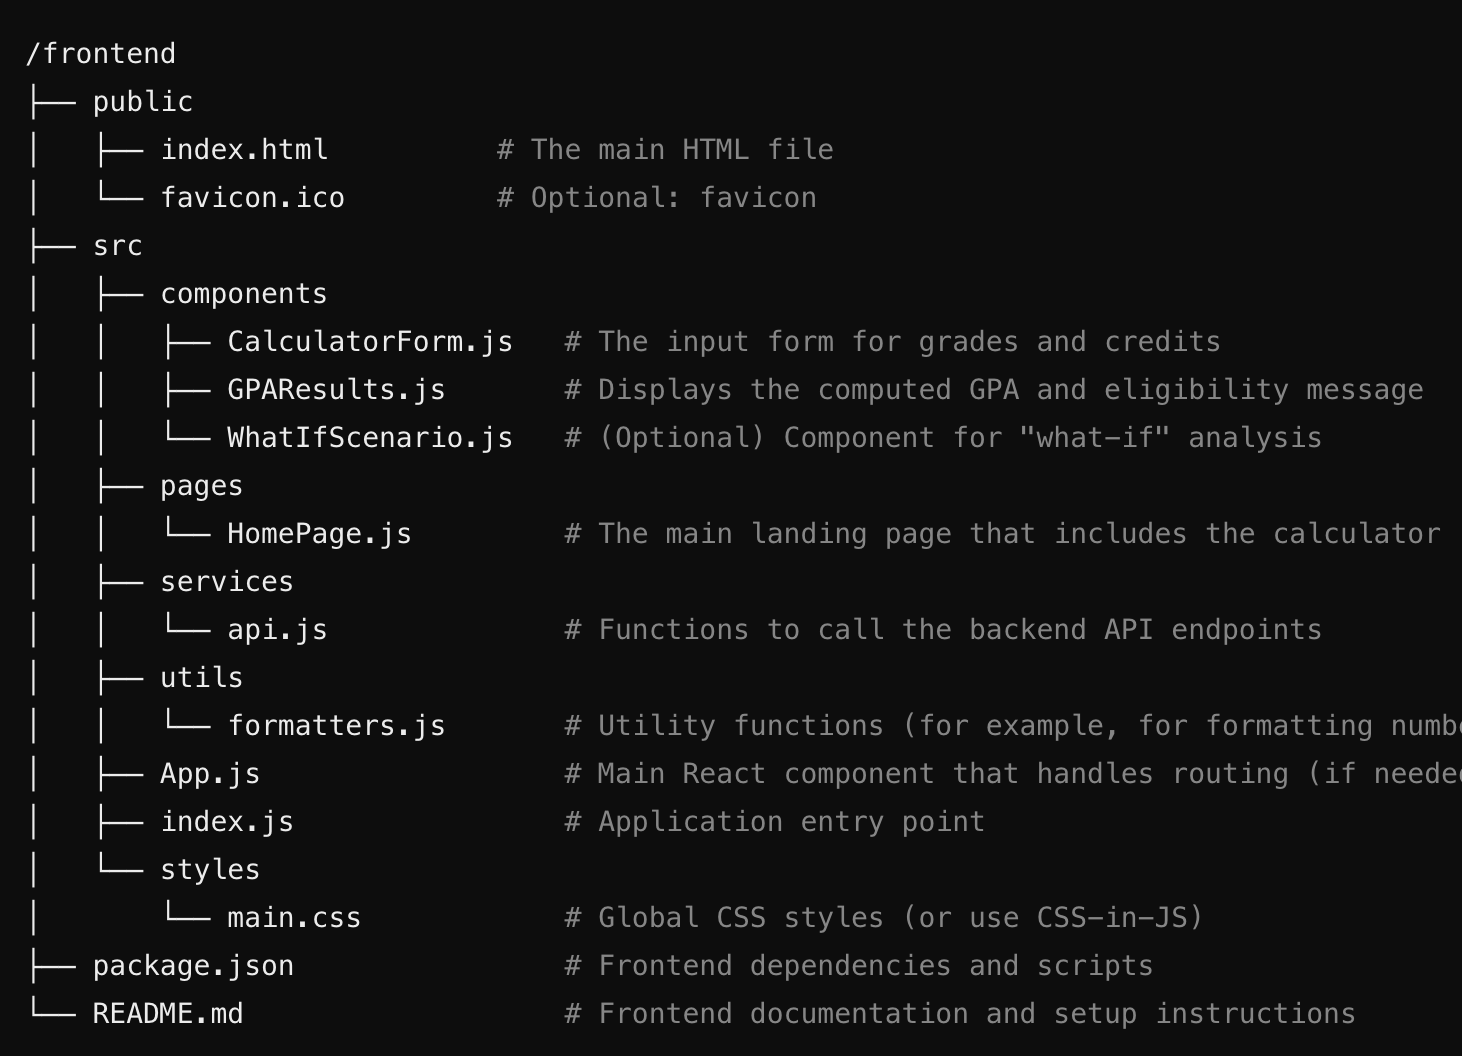 /frontend
├── public
│   ├── index.html          # The main HTML file
│   └── favicon.ico         # Optional: favicon
├── src
│   ├── components
│   │   ├── CalculatorForm.js   # The input form for grades and credits
│   │   ├── GPAResults.js       # Displays the computed GPA and eligibility message
│   │   └── WhatIfScenario.js   # (Optional) Component for "what-if" analysis
│   ├── pages
│   │   └── HomePage.js         # The main landing page that includes the calculator
│   ├── services
│   │   └── api.js              # Functions to call the backend API endpoints
│   ├── utils
│   │   └── formatters.js       # Utility functions (for example, for formatting
│   ├── App.js                  # Main React component that handles routing (if
│   ├── index.js                # Application entry point
│   └── styles
│       └── main.css            # Global CSS styles (or use CSS-in-JS)
├── package.json                # Frontend dependencies and scripts
└── README.md                   # Frontend documentation and setup instructions